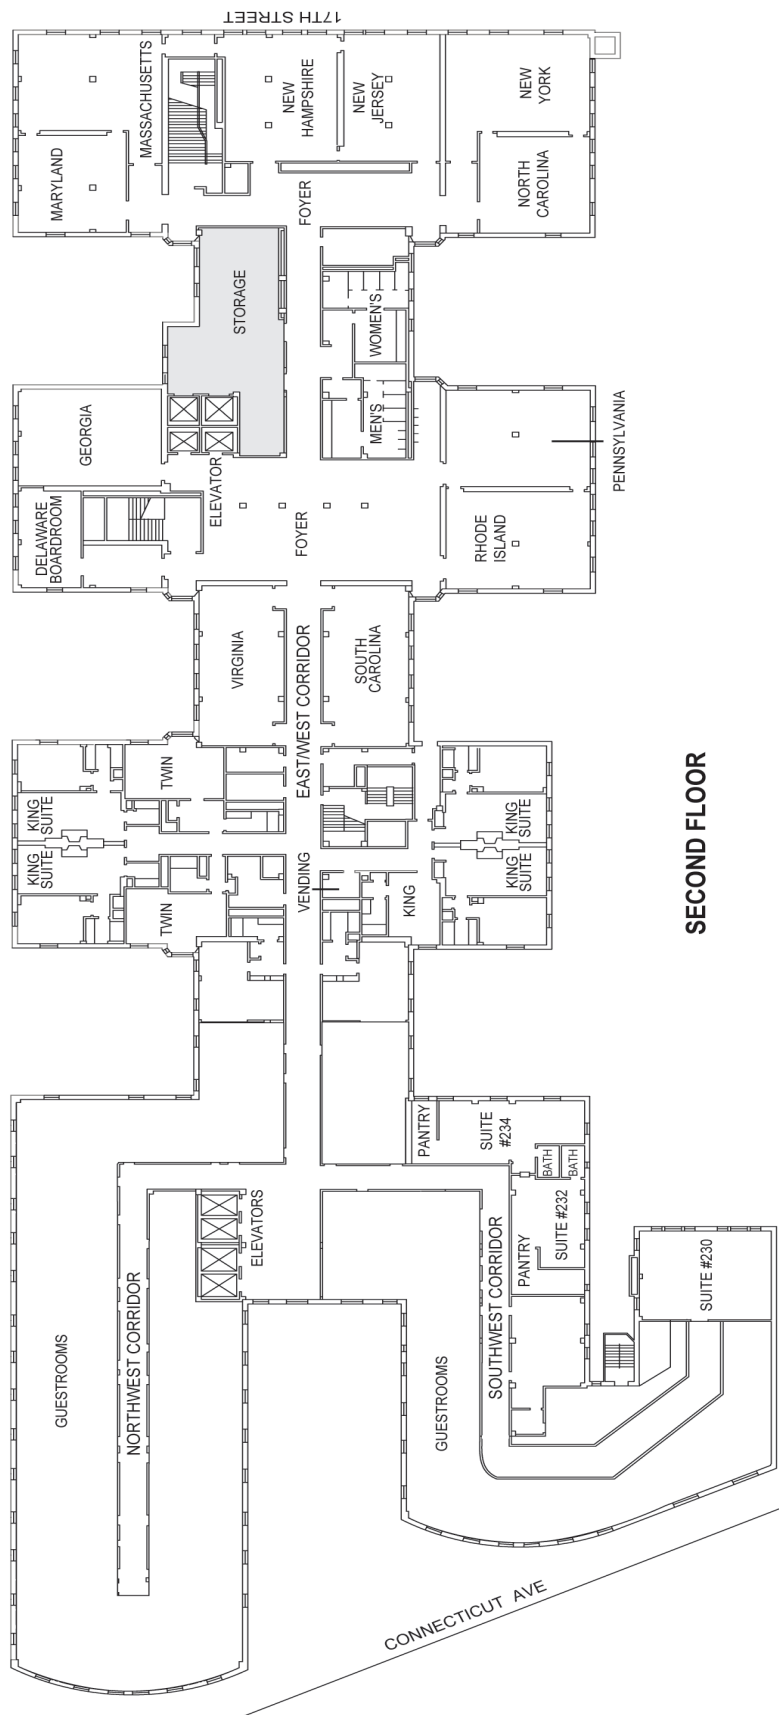 17TH STREET
MASSACHUSETTS
MARYLAND
NEW
HAMPSHIRE
NEW
JERSEY
NEW
YORK
NORTH
CAROLINA
FOYER
STORAGE
WOMEN'S
MEN'S
GEORGIA
ELEVATOR
DELAWARE
BOARDROOM
FOYER
PENNSYLVANIA
RHODE
ISLAND
VIRGINIA
EAST/WEST CORRIDOR
SOUTH
CAROLINA
TWIN
KING
SUITE
KING
SUITE
TWIN
VENDING
KING
KING
SUITE
KING
SUITE
SECOND FLOOR
PANTRY
SUITE
#234
BATH
BATH
SUITE #232
PANTRY
ELEVATORS
NORTHWEST CORRIDOR
GUESTROOMS
SOUTHWEST CORRIDOR
GUESTROOMS
SUITE #230
CONNECTICUT AVE